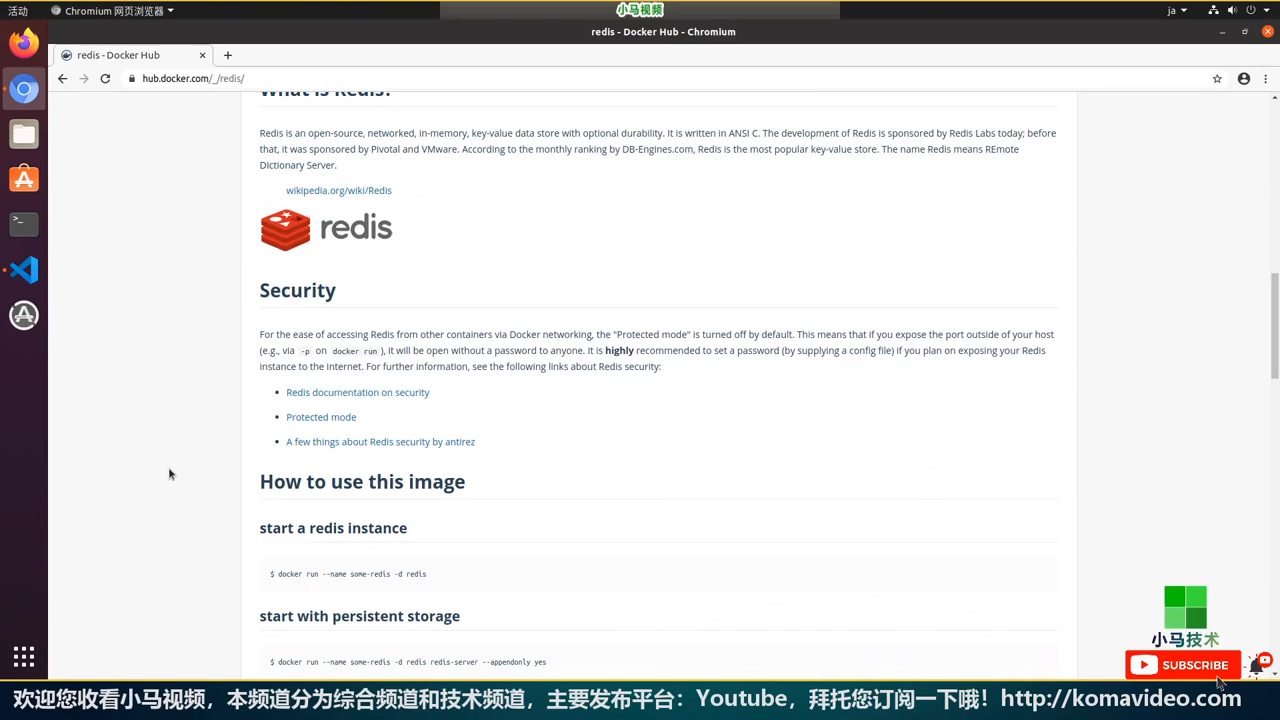 活动
Chromium 网页浏览器
小马视频
ja
redis - Docker Hub - Chromium
redis - Docker Hub
hub.docker.com/_/redis/
What is Redis?
Redis is an open-source, networked, in-memory, key-value data store with optional durability. It is written in ANSI C. The development of Redis is sponsored by Redis Labs today; before
that, it was sponsored by Pivotal and VMware. According to the monthly ranking by DB-Engines.com, Redis is the most popular key-value store. The name Redis means REmote
DIctionary Server.
wikipedia.org/wiki/Redis
redis
Security
For the ease of accessing Redis from other containers via Docker networking, the "Protected mode" is turned off by default. This means that if you expose the port outside of your host
(e.g., via -p on docker run), it will be open without a password to anyone. It is highly recommended to set a password (by supplying a config file) if you plan on exposing your Redis
instance to the internet. For further information, see the following links about Redis security:
Redis documentation on security
Protected mode
A few things about Redis security by antirez
How to use this image
start a redis instance
$ docker run --name some-redis -d redis
start with persistent storage
$ docker run --name some-redis -d redis redis-server --appendonly yes
小马技术
SUBSCRIBE
欢迎您收看小马视频，本频道分为综合频道和技术频道，主要发布平台：Youtube，拜托您订阅一下哦！http://komavideo.com